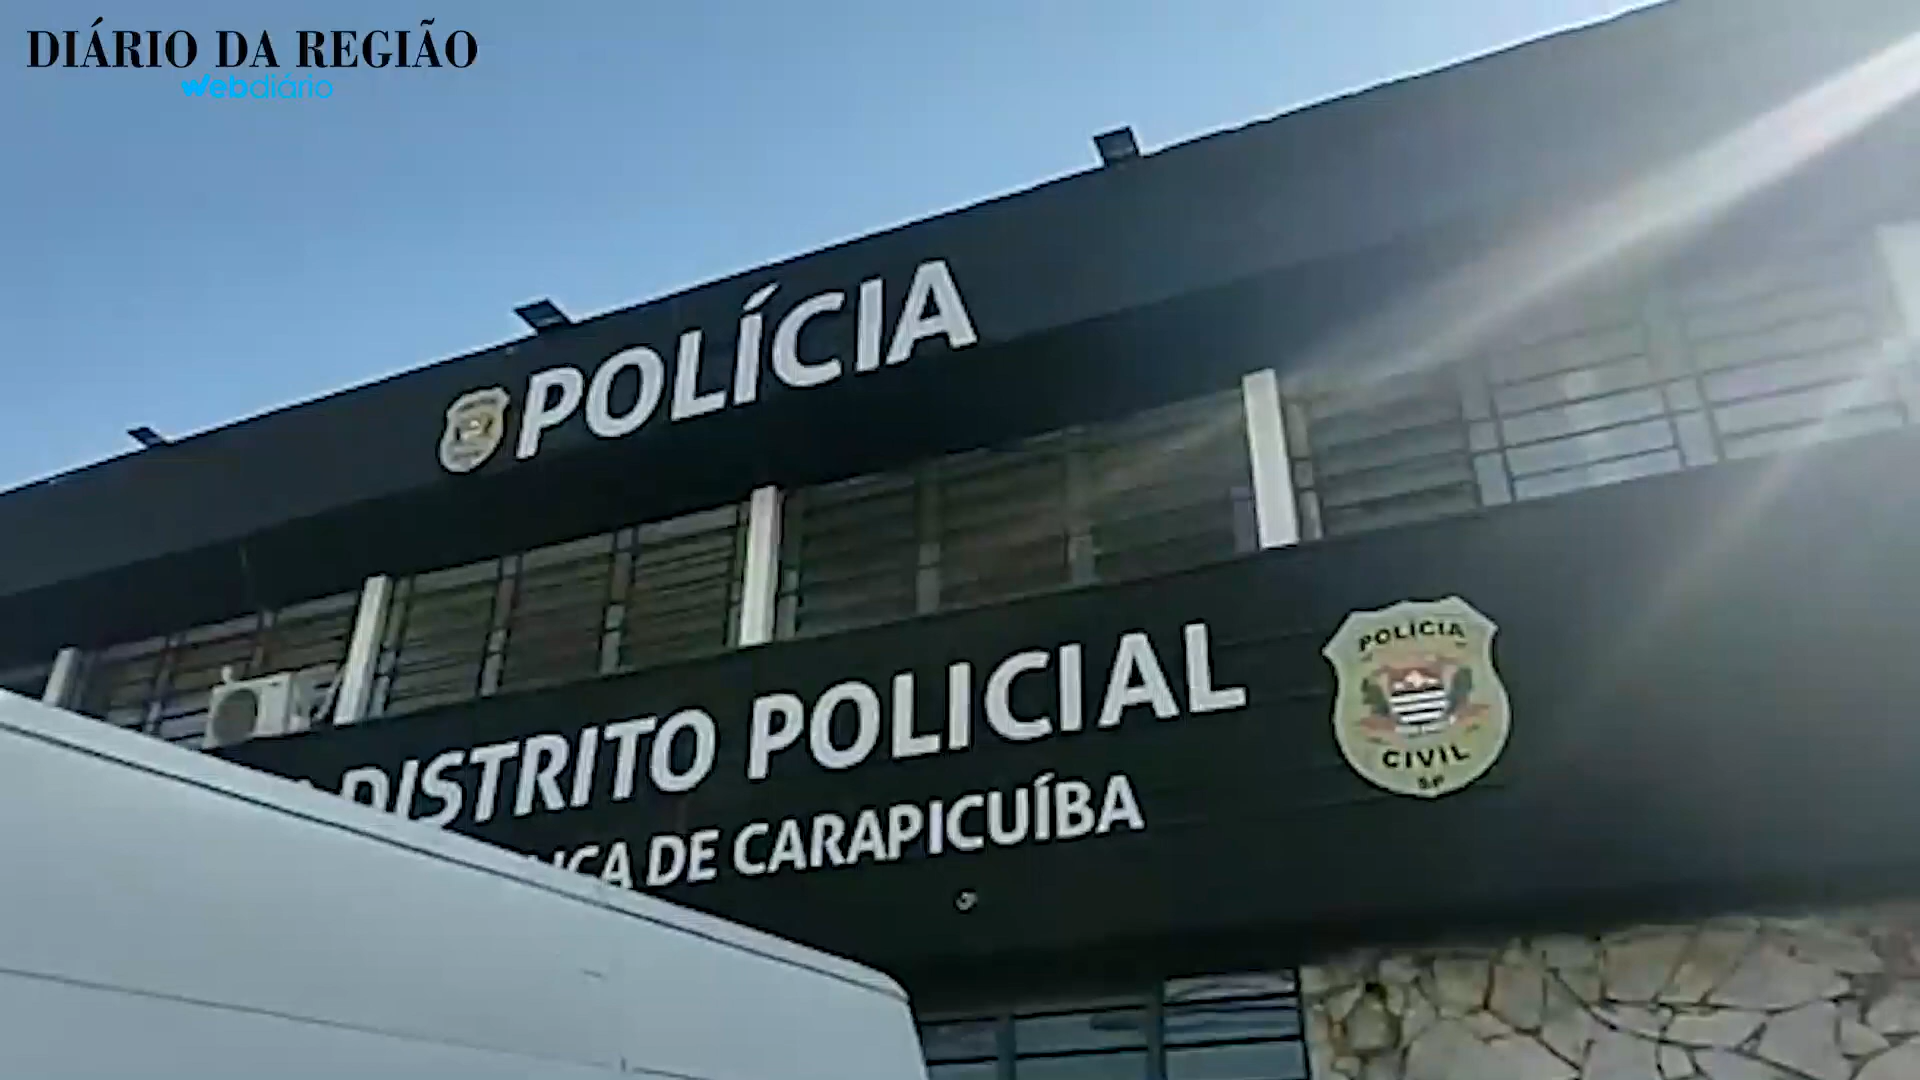 DIÁRIO DA REGIÃO
webdiário
POLÍCIA
DISTRITO POLICIAL
DE CARAPICUÍBA
POLÍCIA
CIVIL
SP